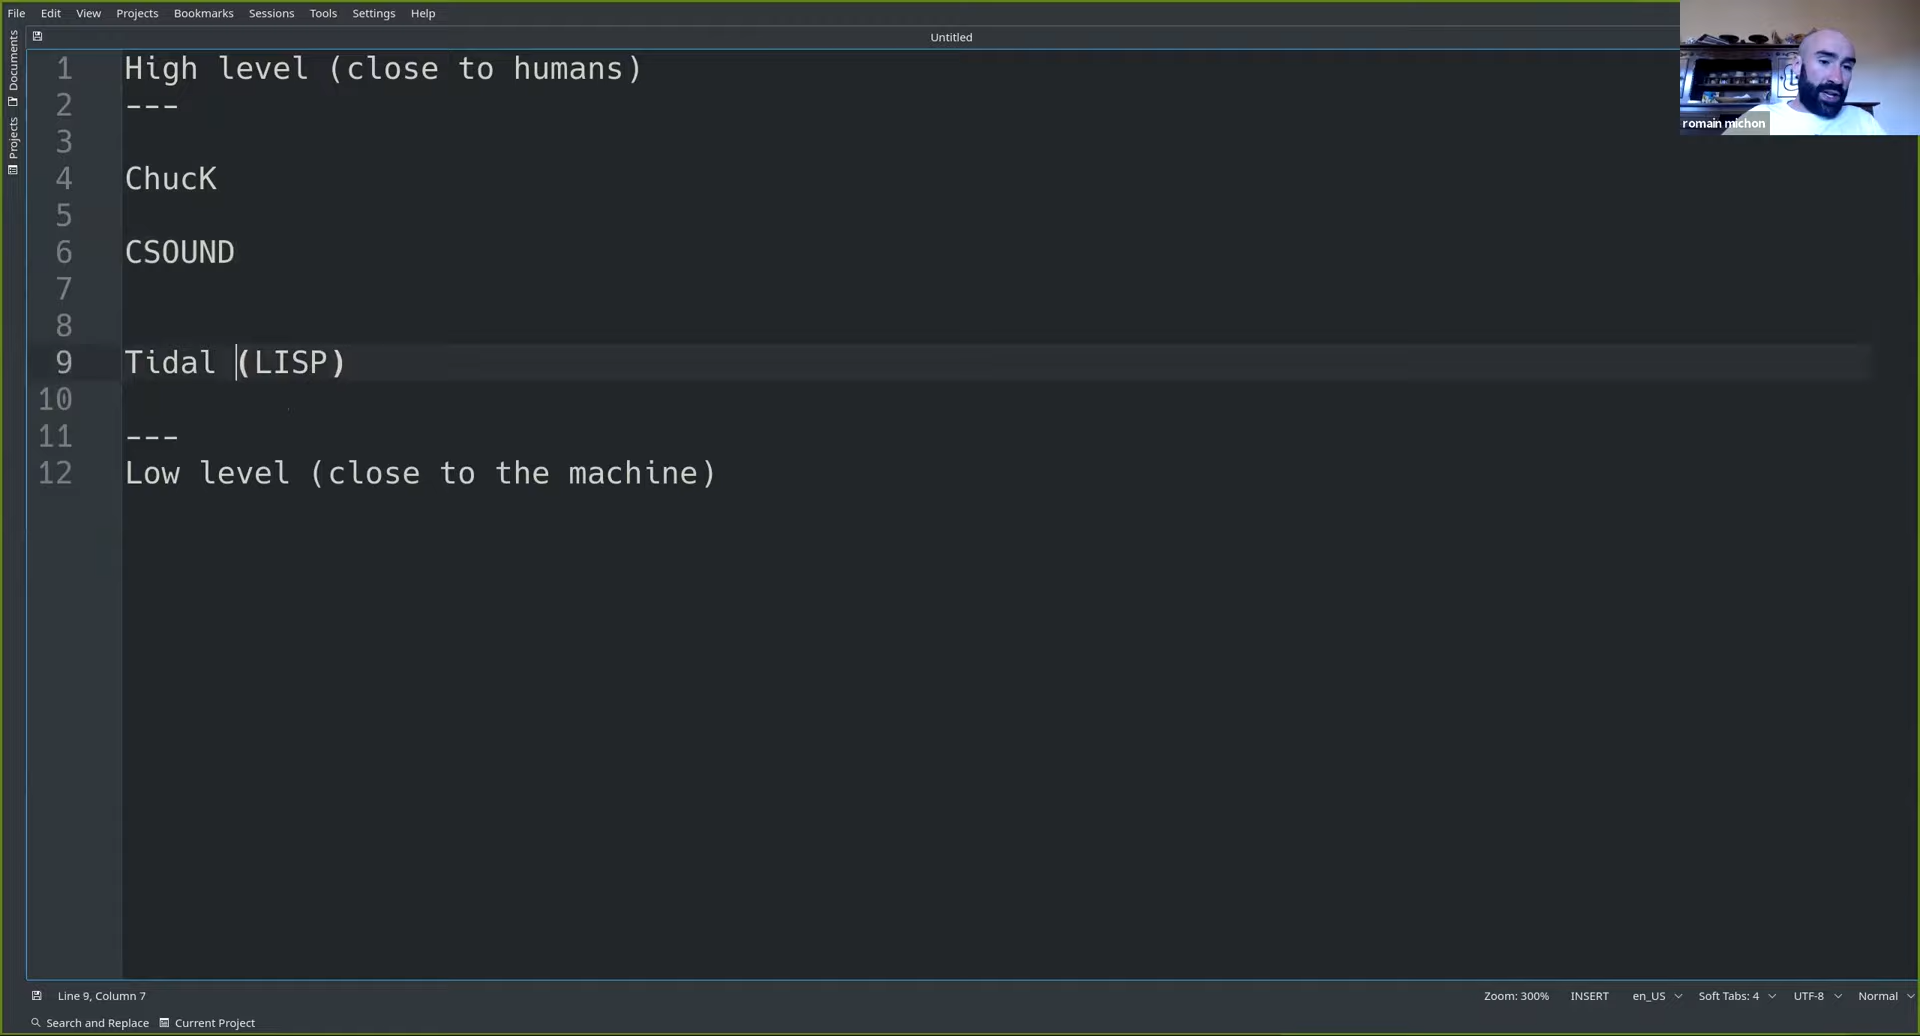 File Edit View Projects Bookmarks Sessions Tools Settings Help
Untitled
Documents
Projects
romain michon
1 High level (close to humans)
2 ---
3
4 ChucK
5
6 CSOUND
7
8
9 Tidal (LISP)
10
11 ---
12 Low level (close to the machine)
Line 9, Column 7 Zoom: 300% INSERT en_US Soft Tabs: 4 UTF-8 Normal
Search and Replace Current Project